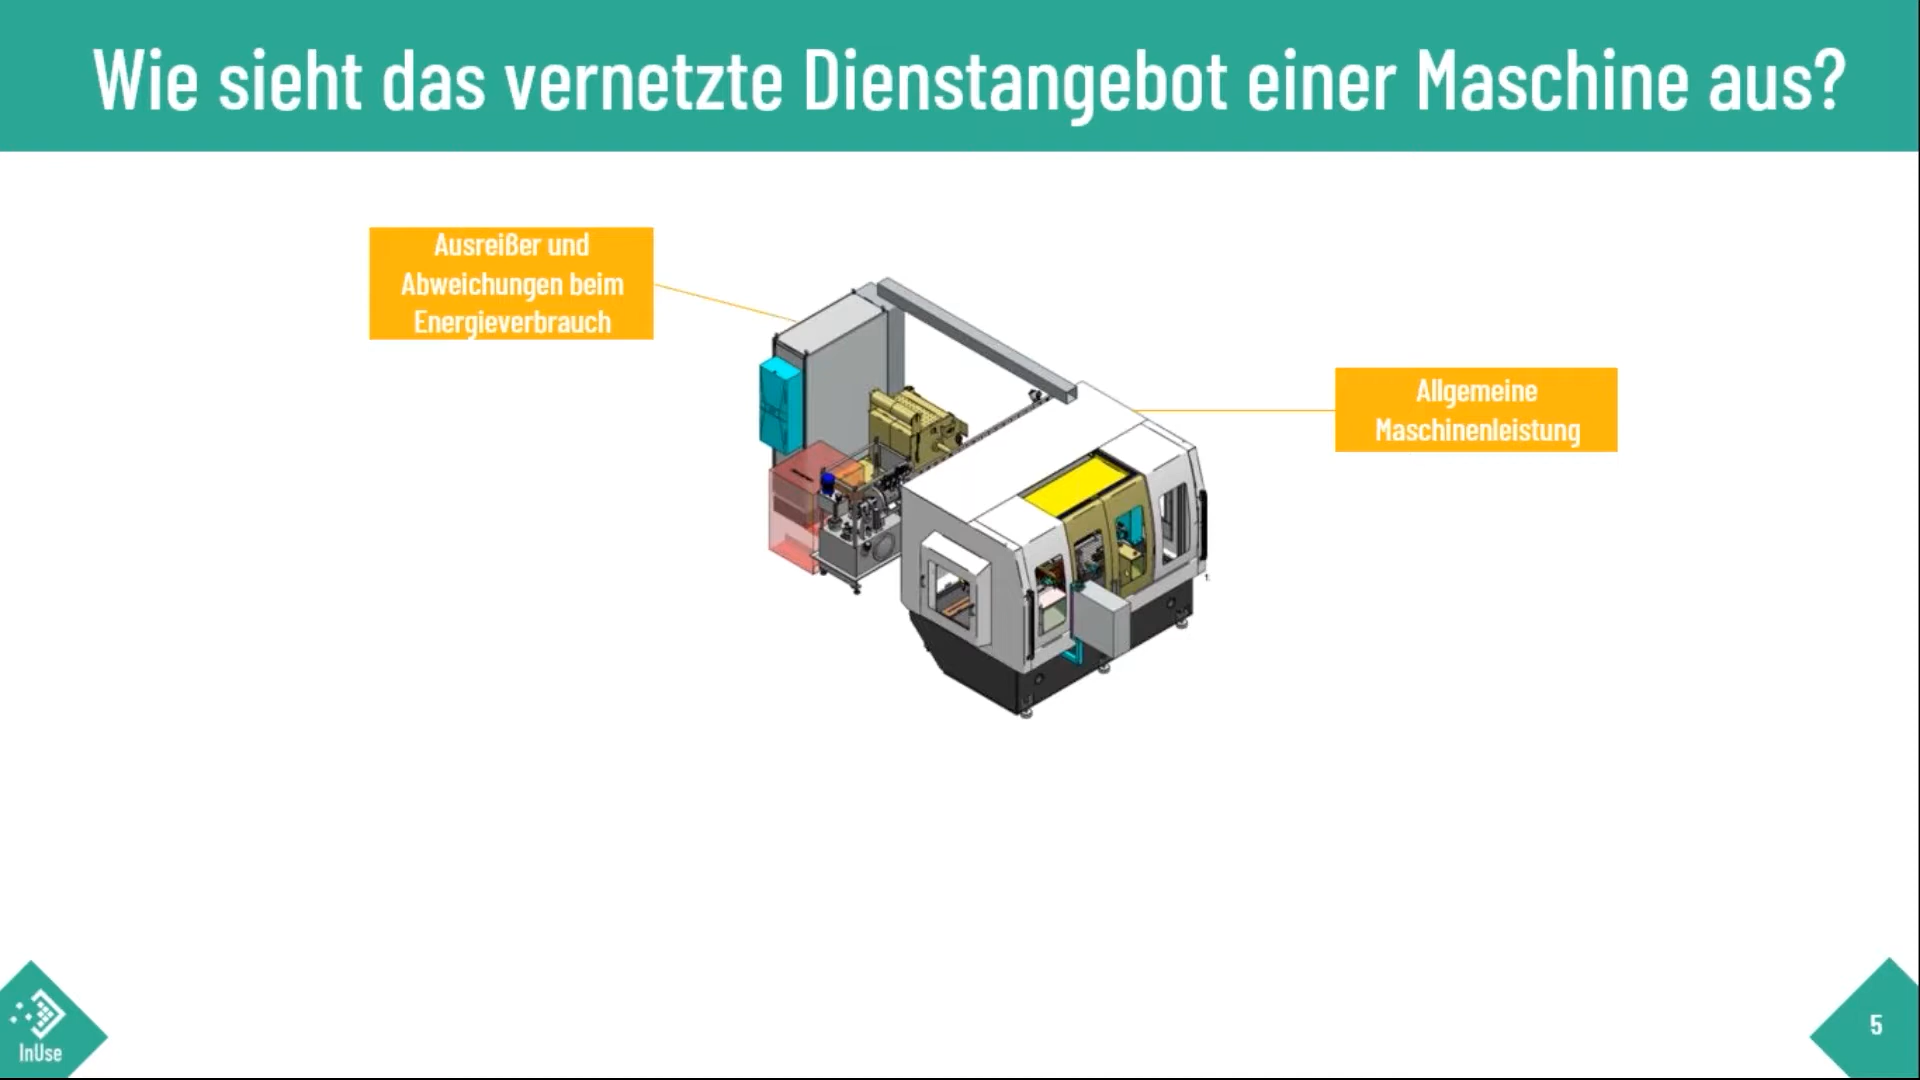 Wie sieht das vernetzte Dienstangebot einer Maschine aus?
Ausreißer und
Abweichungen beim
Energieverbrauch
Allgemeine
Maschinenleistung
InUse
5